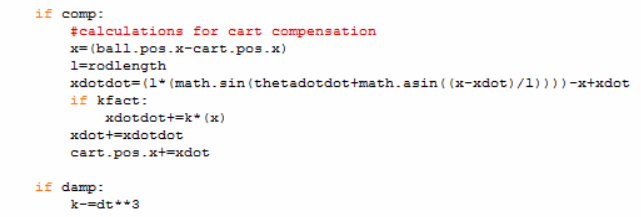 if comp:
#calculations for cart compensation
x=(ball.pos.x-cart.pos.x)
l=rodlength
xdotdot=(l*(math.sin(thetadotdot+math.asin((x-xdot)/l))))-x+xdot
if kfact:
xdotdot+=k*(x)
xdot+=xdotdot
cart.pos.x+=xdot
if damp:
k-=dt**3